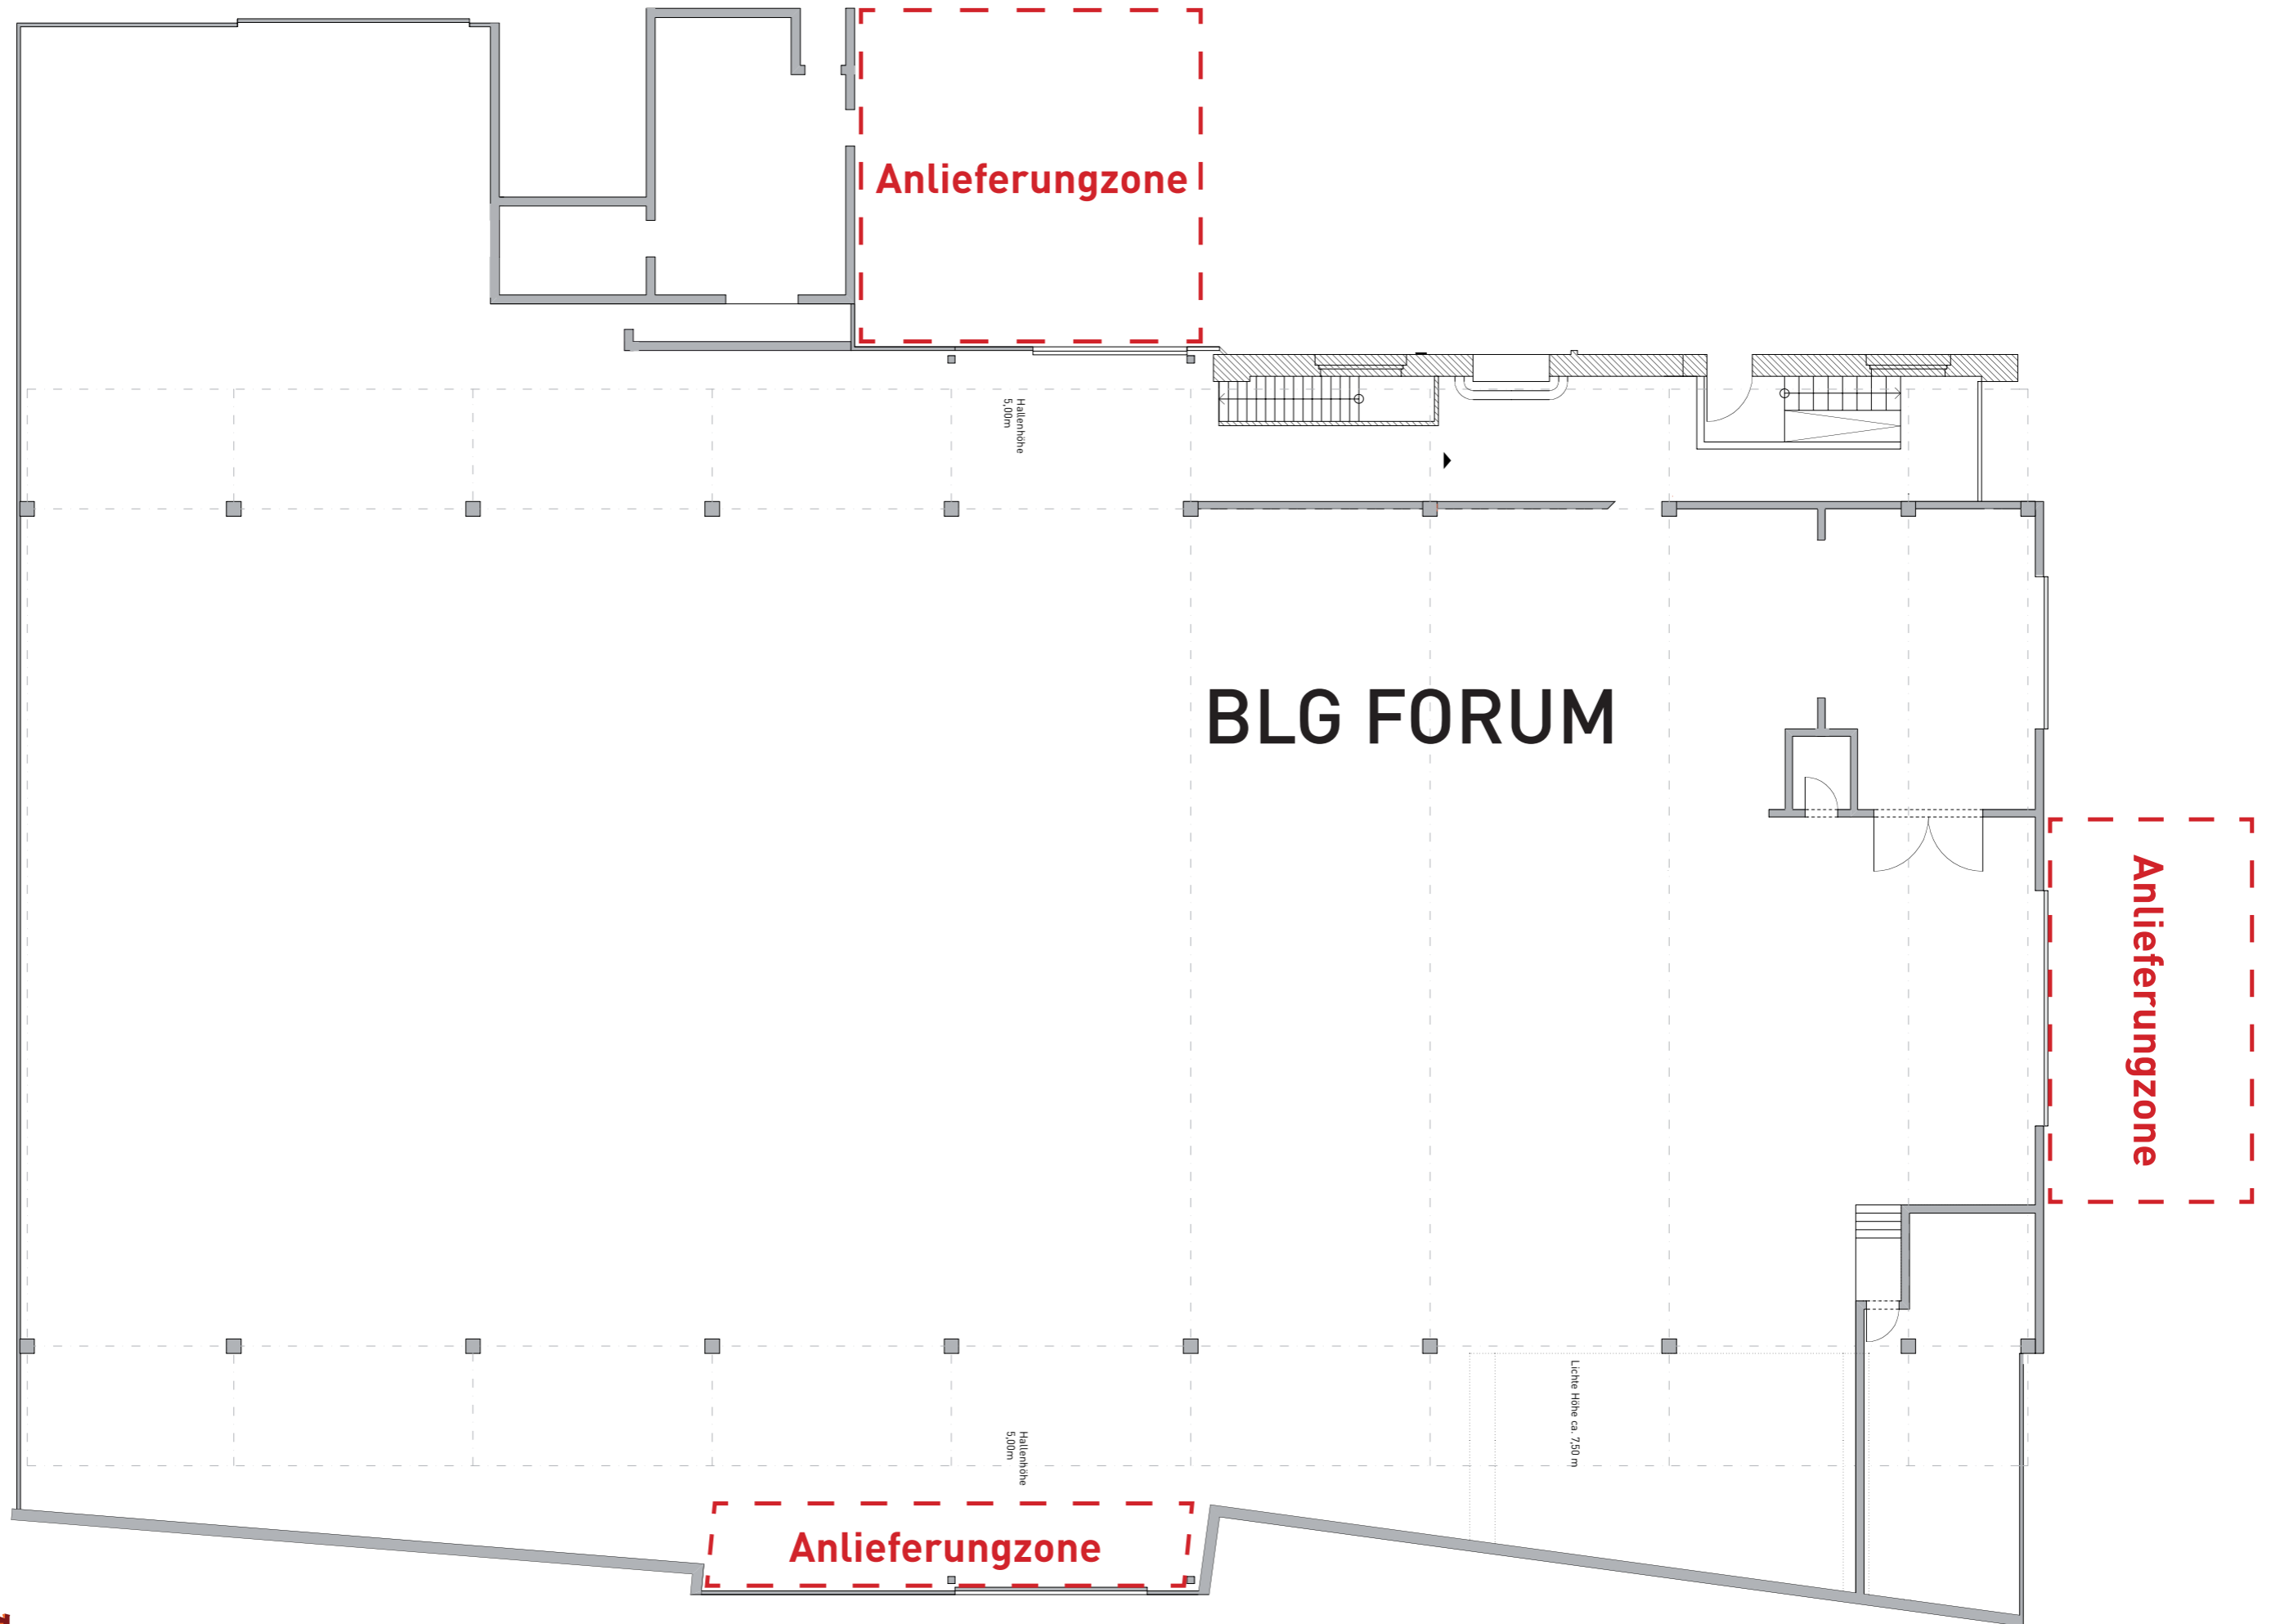 Anlieferungzone
Hallenhöhe
5,00m
BLG FORUM
Anlieferungzone
Lichte Höhe ca. 7,50 m
Hallenhöhe
5,00m
Anlieferungzone